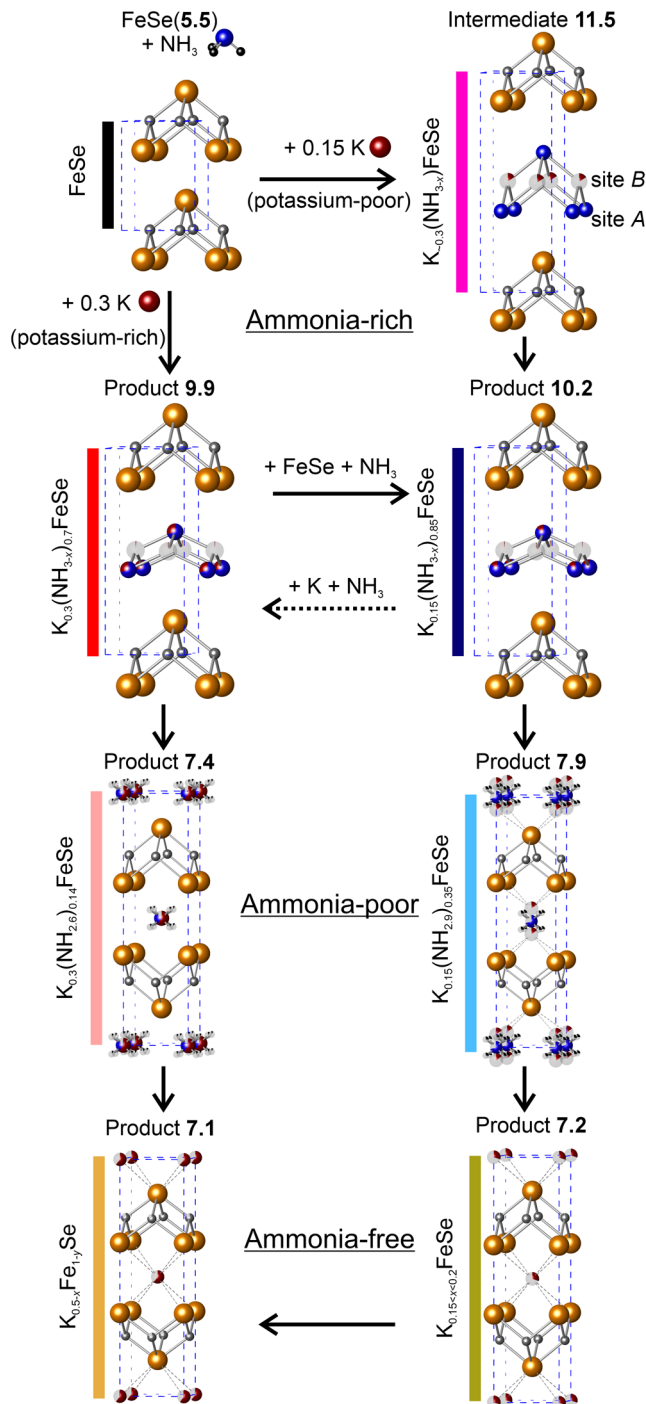 FeSe(5.5)
+ NH₃
Intermediate 11.5
FeSe
+ 0.15 K
(potassium-poor)
K~0.3(NH3-x)FeSe
site B
site A
+ 0.3 K
(potassium-rich)
Ammonia-rich
Product 9.9
Product 10.2
K0.3(NH3-x)0.7FeSe
+ FeSe + NH₃
+ K + NH₃
K0.15(NH3-x)0.85FeSe
Product 7.4
Product 7.9
K0.3(NH2.6)0.14FeSe
Ammonia-poor
K0.15(NH2.9)0.35FeSe
Product 7.1
Product 7.2
K0.5-xFe1-ySe
Ammonia-free
K0.15<x<0.2FeSe